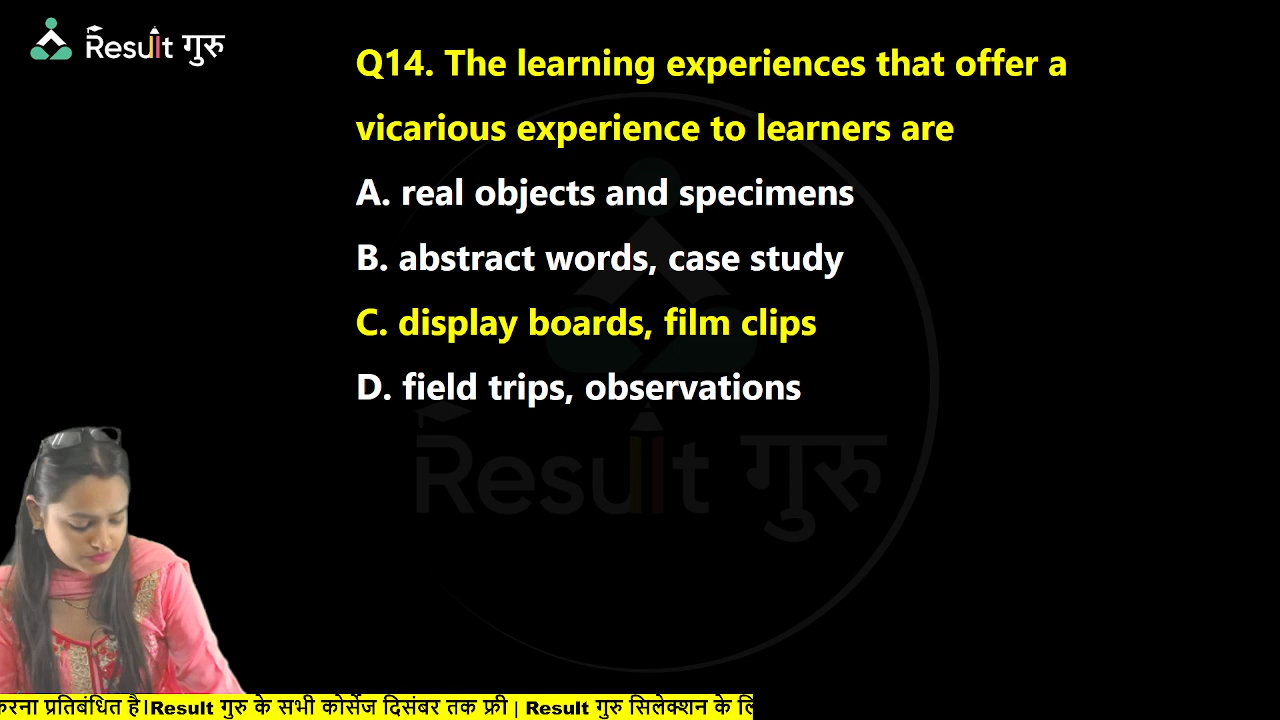 Result गुरु
Q14. The learning experiences that offer a
vicarious experience to learners are
A. real objects and specimens
B. abstract words, case study
C. display boards, film clips
D. field trips, observations
Result गुरु
करना प्रतिबंधित है।Result गुरु के सभी कोर्सेज दिसंबर तक फ्री | Result गुरु सिलेक्शन के